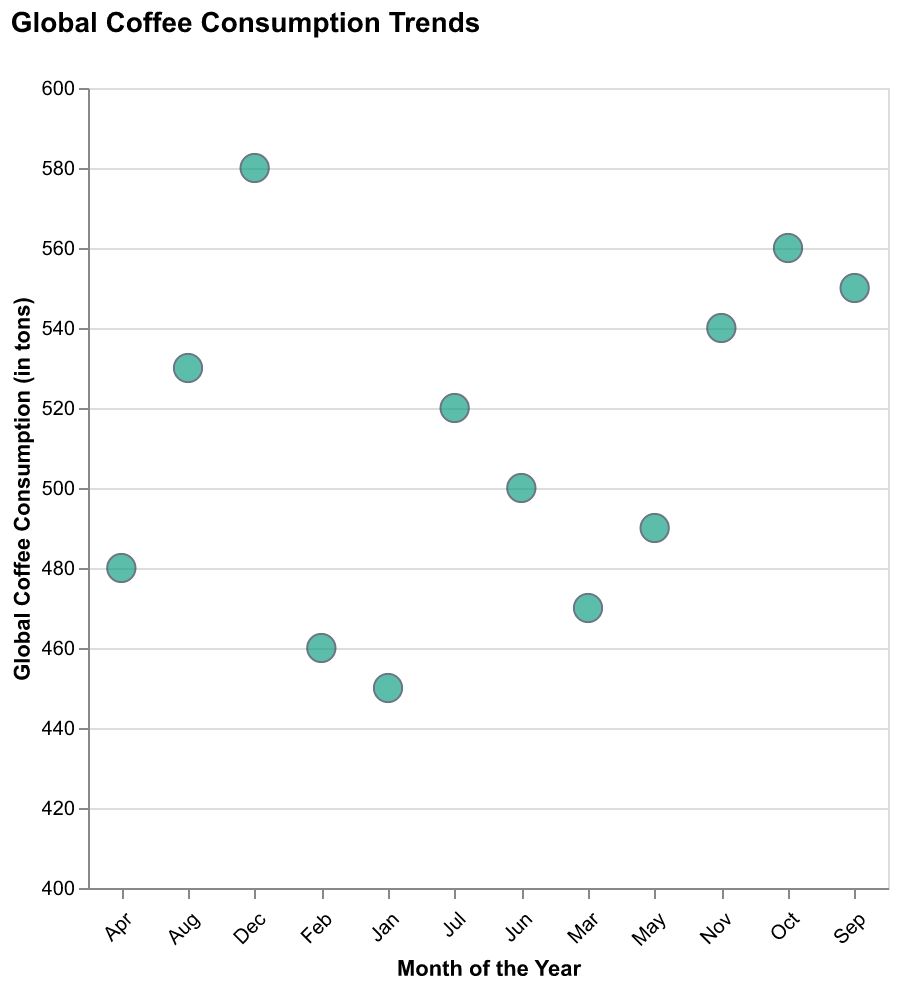 Global Coffee Consumption Trends
600
580
560
540
520
500
480
460
440
420
400
Global Coffee Consumption (in tons)
Apr
Aug
Dec
Feb
Jan
Jul
Jun
Mar
May
Nov
Oct
Sep
Month of the Year